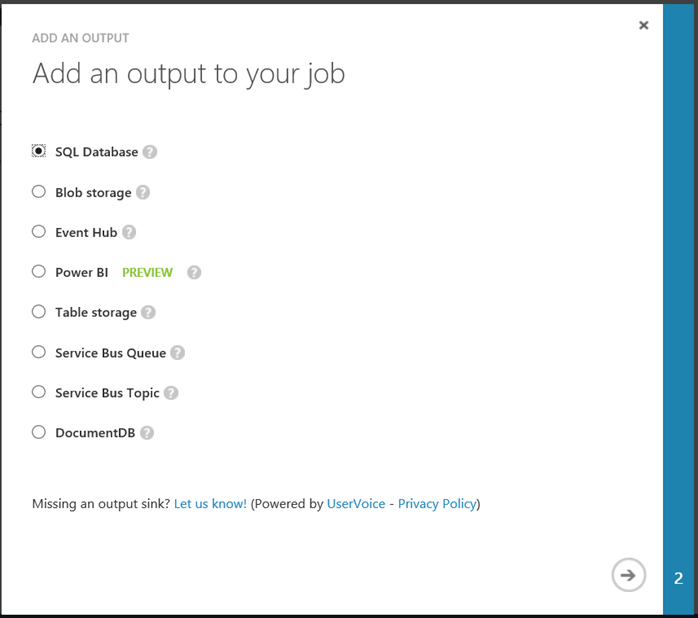 ADD AN OUTPUT
Add an output to your job
SQL Database ?
Blob storage ?
Event Hub ?
Power BI PREVIEW ?
Table storage ?
Service Bus Queue ?
Service Bus Topic ?
DocumentDB ?
Missing an output sink? Let us know! (Powered by UserVoice - Privacy Policy)
2